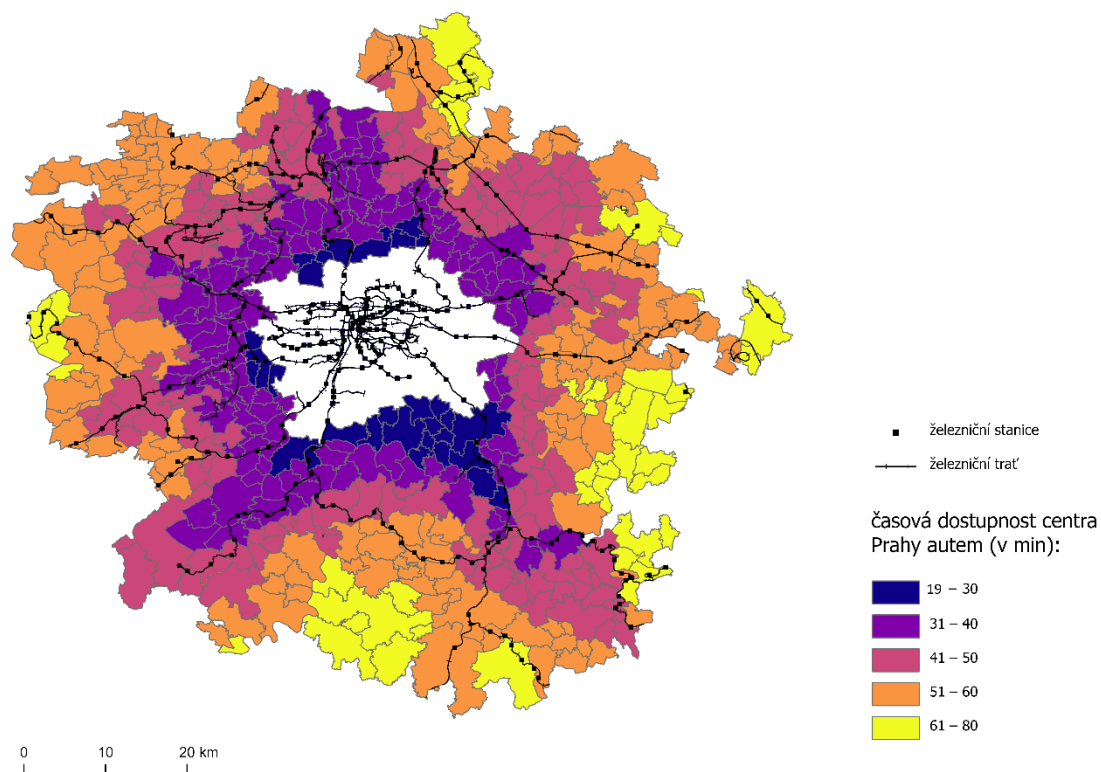 železniční stanice
železniční trať
časová dostupnost centra
Prahy autem (v min):
19 – 30
31 – 40
41 – 50
51 – 60
61 – 80
0 10 20 km